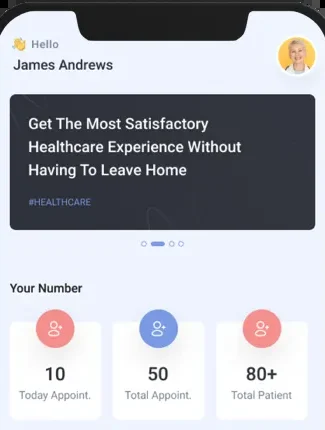 👋 Hello
James Andrews
Get The Most Satisfactory
Healthcare Experience Without
Having To Leave Home
#HEALTHCARE
Your Number
10
Today Appoint.
50
Total Appoint.
80+
Total Patient